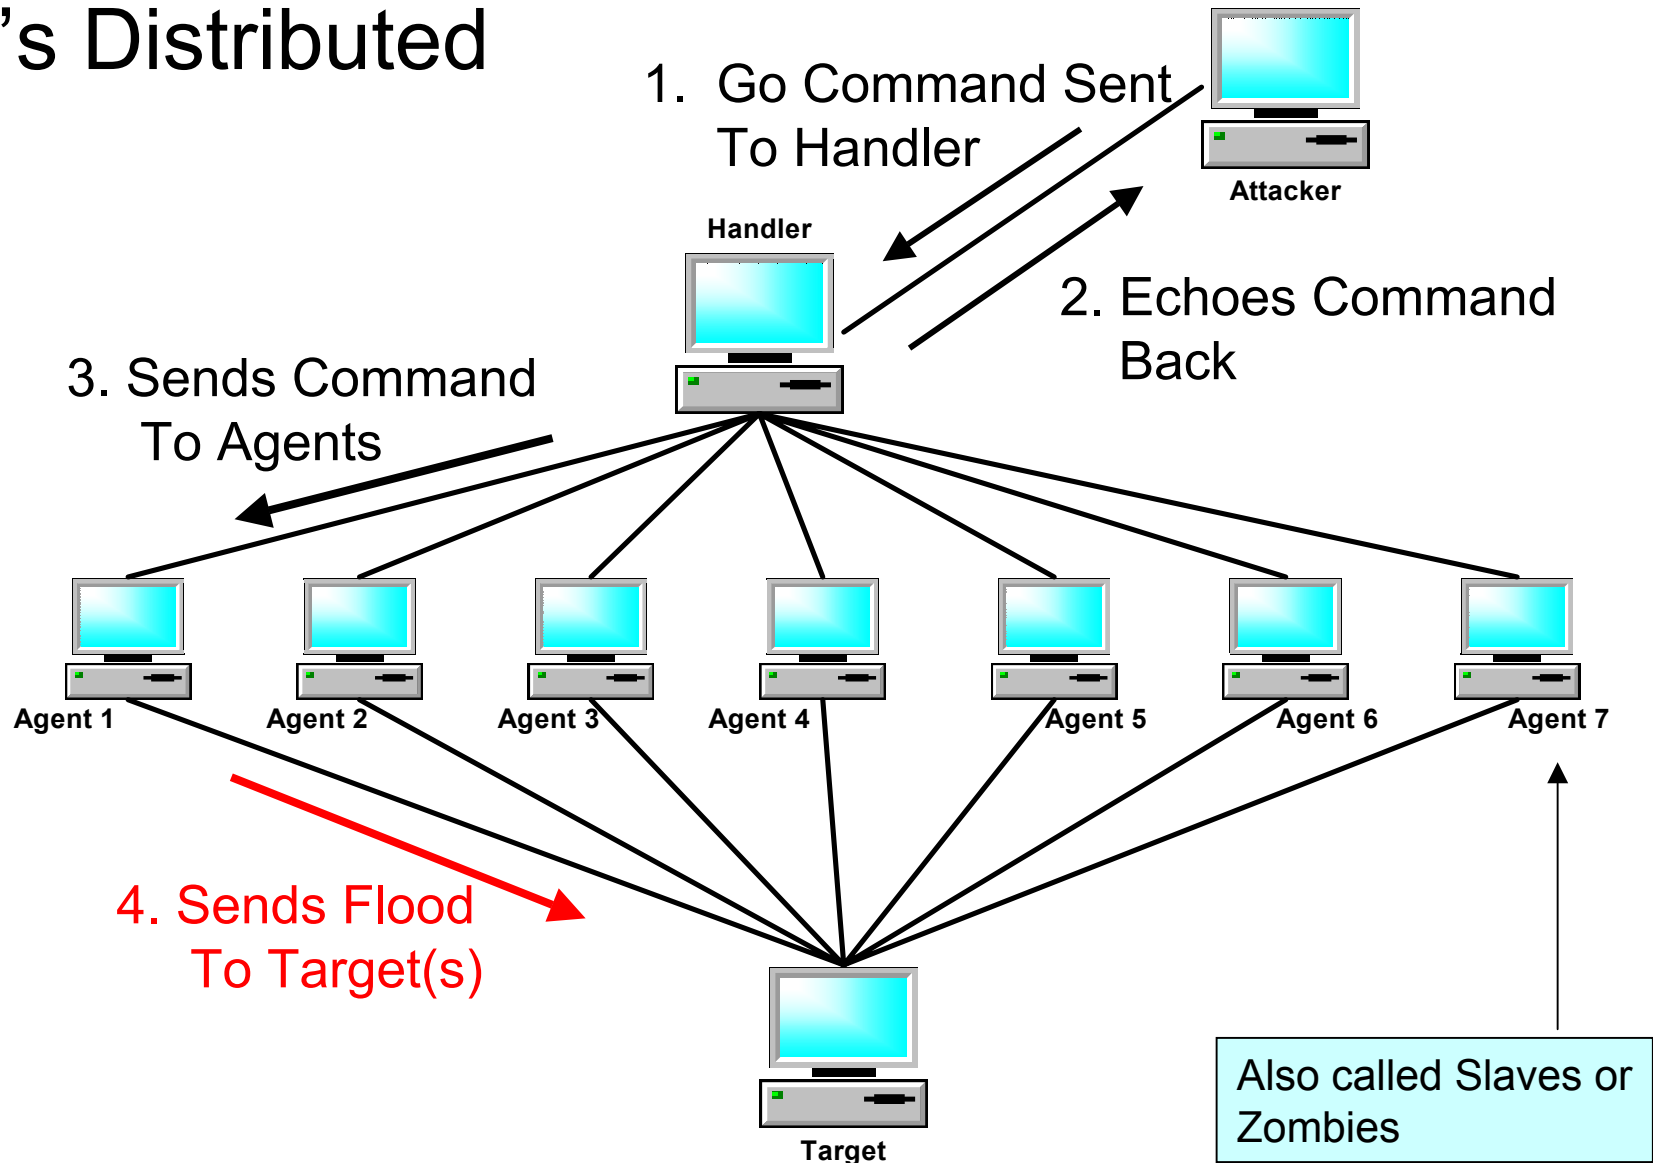 ’s Distributed
1. Go Command Sent
To Handler
Attacker
Handler
2. Echoes Command
Back
3. Sends Command
To Agents
Agent 1
Agent 2
Agent 3
Agent 4
Agent 5
Agent 6
Agent 7
4. Sends Flood
To Target(s)
Also called Slaves or
Zombies
Target